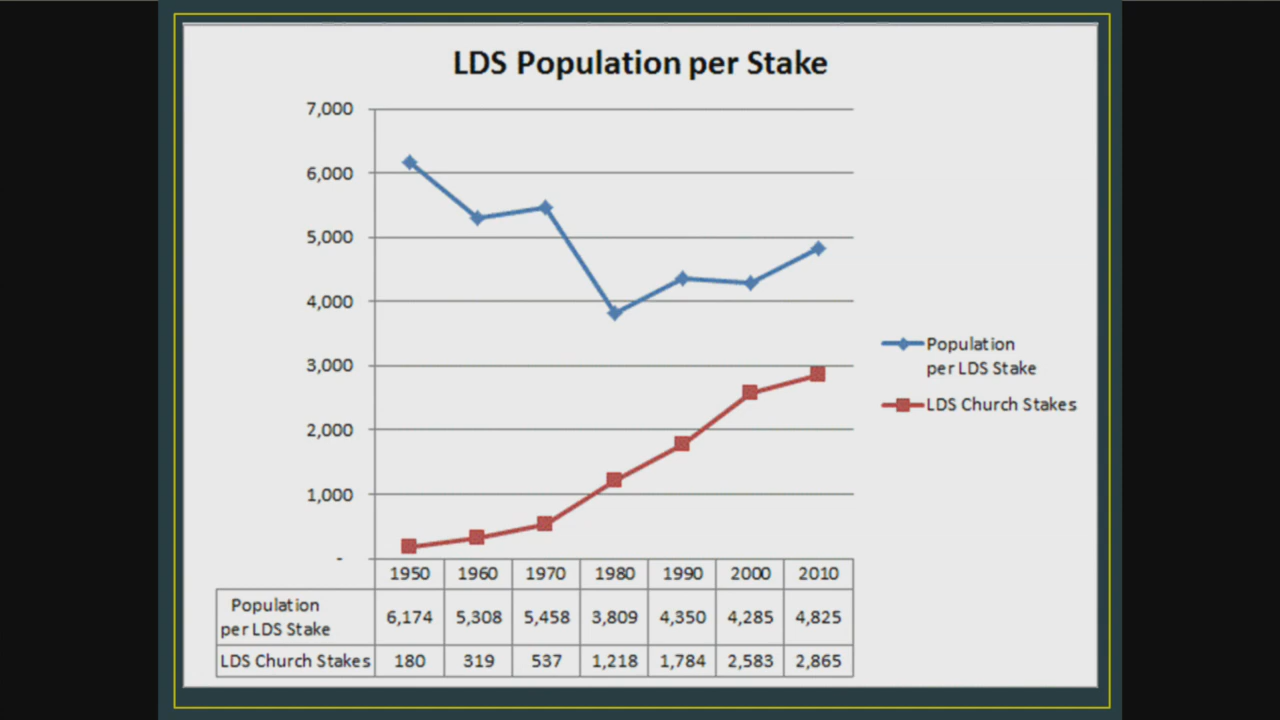 LDS Population per Stake
7,000
6,000
5,000
4,000
3,000
2,000
1,000
-
Population
per LDS Stake
LDS Church Stakes
1950 1960 1970 1980 1990 2000 2010
Population
per LDS Stake
6,174 5,308 5,458 3,809 4,350 4,285 4,825
LDS Church Stakes 180 319 537 1,218 1,784 2,583 2,865